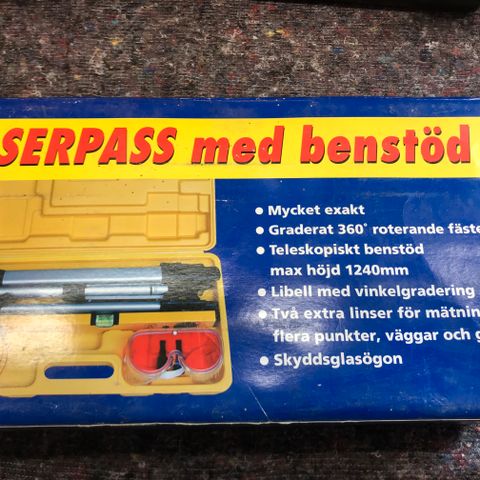 SERPASS med benstöd
• Mycket exakt
• Graderat 360° roterande fäste
• Teleskopiskt benstöd
max höjd 1240mm
• Libell med vinkelgradering
• Två extra linser för mätnin
flera punkter, väggar och g
• Skyddsglasögon